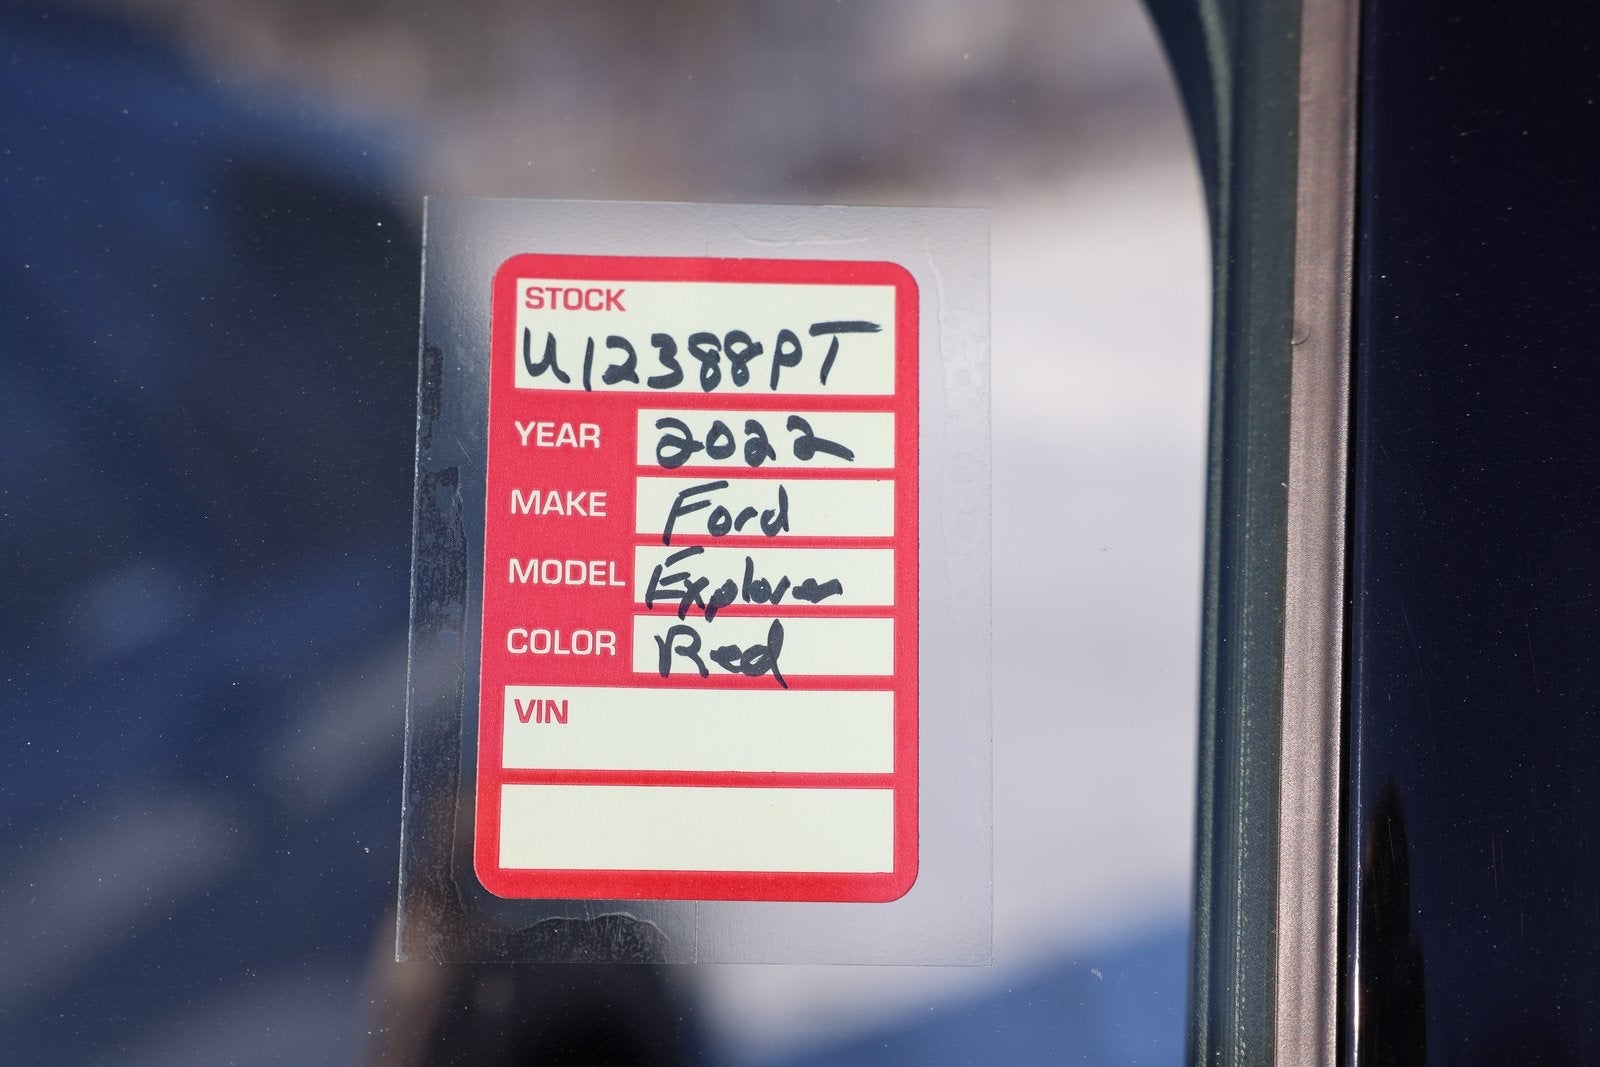 STOCK
U12388PT
YEAR 2022
MAKE Ford
MODEL Explorer
COLOR Red
VIN